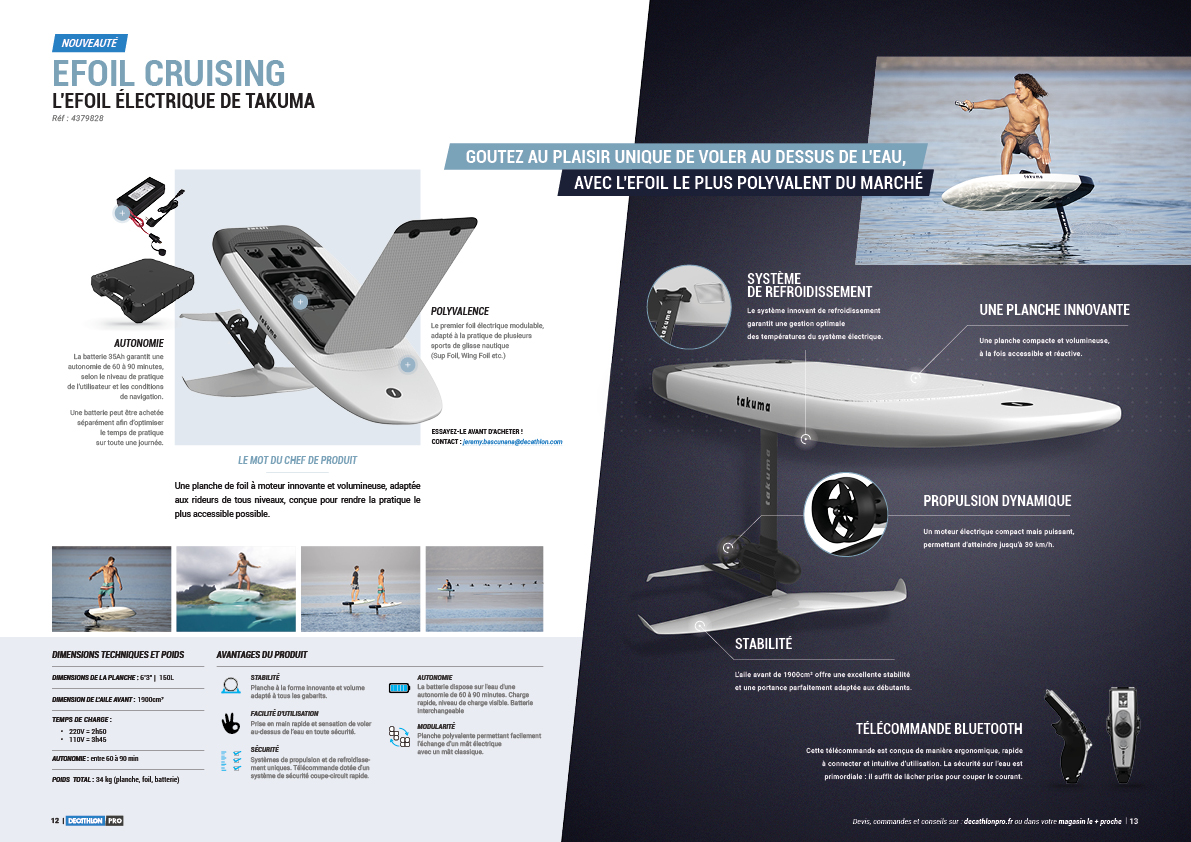 NOUVEAUTÉ
EFOIL CRUISING
L'EFOIL ÉLECTRIQUE DE TAKUMA
Réf : 4379828
GOUTEZ AU PLAISIR UNIQUE DE VOLER AU DESSUS DE L'EAU,
AVEC L'EFOIL LE PLUS POLYVALENT DU MARCHÉ
takuma
takuma
takuma
AUTONOMIE
La batterie 35Ah garantit une
autonomie de 60 à 90 minutes,
selon le niveau de pratique
de l'utilisateur et les conditions
de navigation.
Une batterie peut être achetée
séparément afin d'optimiser
le temps de pratique
sur toute une journée.
POLYVALENCE
Le premier foil électrique modulable,
adapté à la pratique de plusieurs
sports de glisse nautique
(Sup Foil, Wing Foil etc.)
ESSAYEZ-LE AVANT D'ACHETER !
CONTACT : jeremy.bascunana@decathlon.com
LE MOT DU CHEF DE PRODUIT
Une planche de foil à moteur innovante et volumineuse, adaptée
aux rideurs de tous niveaux, conçue pour rendre la pratique le
plus accessible possible.
DIMENSIONS TECHNIQUES ET POIDS
DIMENSIONS DE LA PLANCHE : 6'3" | 150L
DIMENSION DE L'AILE AVANT : 1900cm²
TEMPS DE CHARGE :
• 220V = 2h50
• 110V = 3h45
AUTONOMIE : entre 60 à 90 min
POIDS TOTAL : 34 kg (planche, foil, batterie)
AVANTAGES DU PRODUIT
STABILITÉ
Planche à la forme innovante et volume
adapté à tous les gabarits.
FACILITÉ D'UTILISATION
Prise en main rapide et sensation de voler
au-dessus de l'eau en toute sécurité.
SÉCURITÉ
Systèmes de propulsion et de refroidisse-
ment uniques. Télécommande dotée d'un
système de sécurité coupe-circuit rapide.
AUTONOMIE
La batterie dispose sur l'eau d'une
autonomie de 60 à 90 minutes. Charge
rapide, niveau de charge visible. Batterie
interchangeable
MODULARITÉ
Planche polyvalente permettant facilement
l'échange d'un mât électrique
avec un mât classique.
12 | DECATHLON PRO
SYSTÈME
DE REFROIDISSEMENT
Le système innovant de refroidissement
garantit une gestion optimale
des températures du système électrique.
takuma
UNE PLANCHE INNOVANTE
Une planche compacte et volumineuse,
à la fois accessible et réactive.
takuma
takuma
PROPULSION DYNAMIQUE
Un moteur électrique compact mais puissant,
permettant d'atteindre jusqu'à 30 km/h.
STABILITÉ
L'aile avant de 1900cm² offre une excellente stabilité
et une portance parfaitement adaptée aux débutants.
TÉLÉCOMMANDE BLUETOOTH
Cette télécommande est conçue de manière ergonomique, rapide
à connecter et intuitive d'utilisation. La sécurité sur l'eau est
primordiale : il suffit de lâcher prise pour couper le courant.
Devis, commandes et conseils sur : decathlonpro.fr ou dans votre magasin le + proche | 13